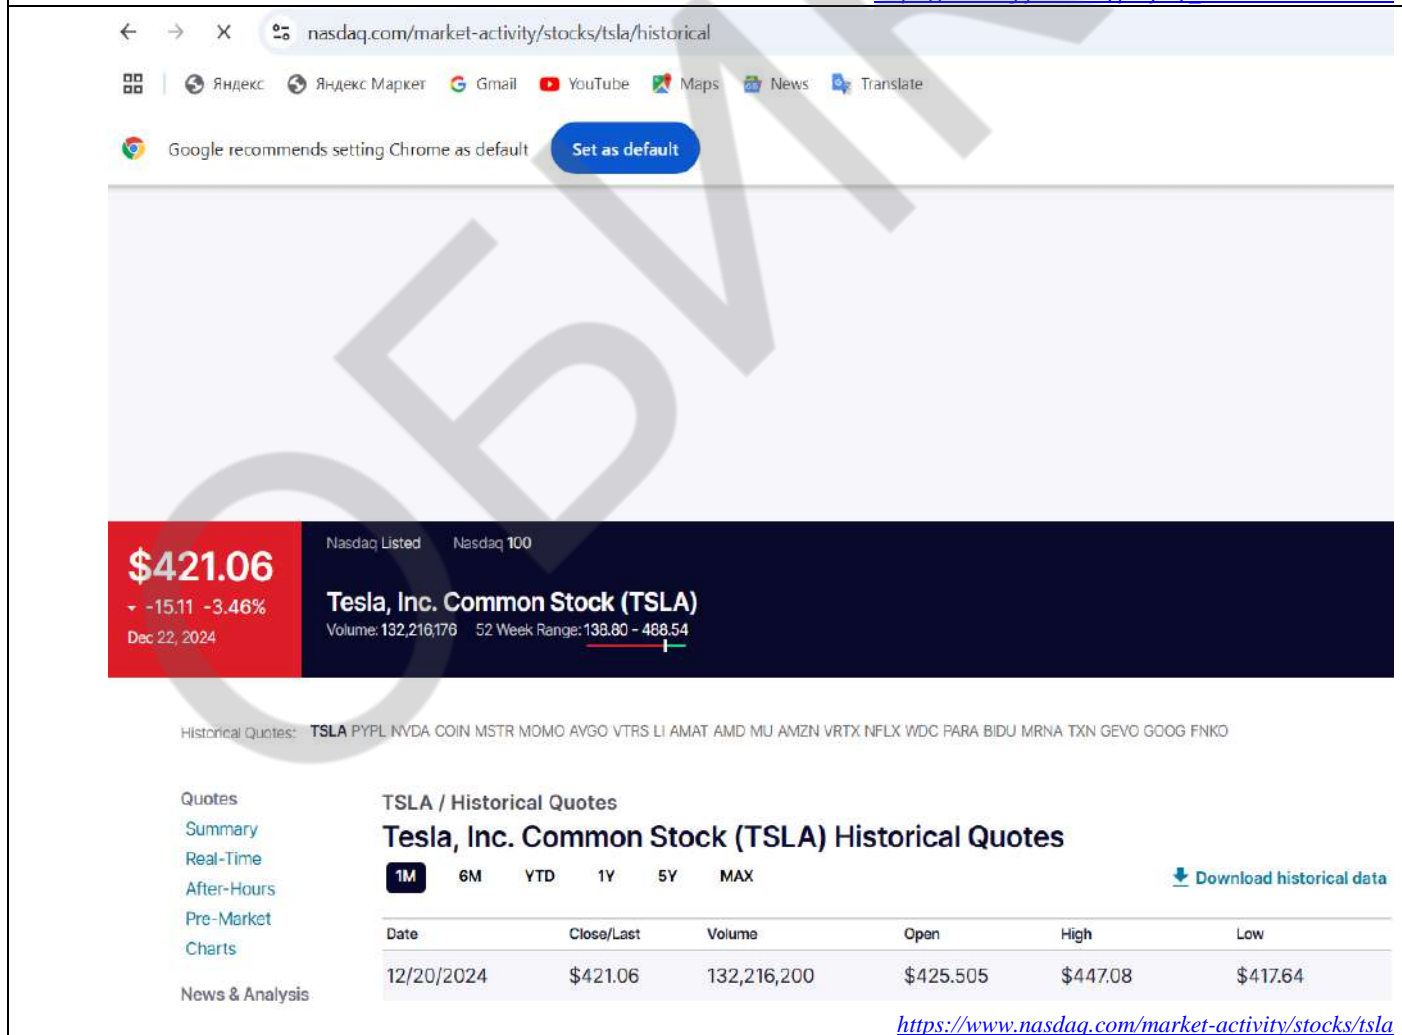 nasdaq.com/market-activity/stocks/tsla/historical
Яндекс Яндекс Маркет Gmail YouTube Maps News Translate
Google recommends setting Chrome as default Set as default
$421.06
-15.11 -3.46%
Dec 22, 2024
Nasdaq Listed Nasdaq 100
Tesla, Inc. Common Stock (TSLA)
Volume: 132,216,176 52 Week Range: 138.80 - 488.54
Historical Quotes: TSLA PYPL NVDA COIN MSTR MOMO AVGO VTRS LI AMAT AMD MU AMZN VRTX NFLX WDC PARA BIDU MRNA TXN GEVO GOOG FNKO
Quotes
Summary
Real-Time
After-Hours
Pre-Market
Charts
News & Analysis
TSLA / Historical Quotes
Tesla, Inc. Common Stock (TSLA) Historical Quotes
1M 6M YTD 1Y 5Y MAX
Download historical data
Date Close/Last Volume Open High Low
12/20/2024 $421.06 132,216,200 $425.505 $447.08 $417.64
https://www.nasdaq.com/market-activity/stocks/tsla